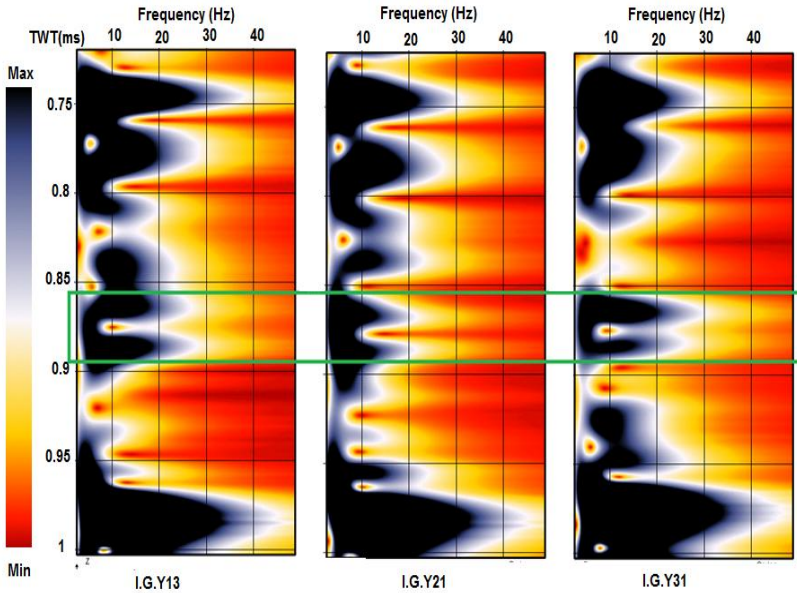 Frequency (Hz) Frequency (Hz) Frequency (Hz)
TWT(ms) 10 20 30 40 10 20 30 40 10 20 30 40
Max
0.75
0.8
0.85
0.9
0.95
1
Min
z
I.G.Y13 I.G.Y21 I.G.Y31